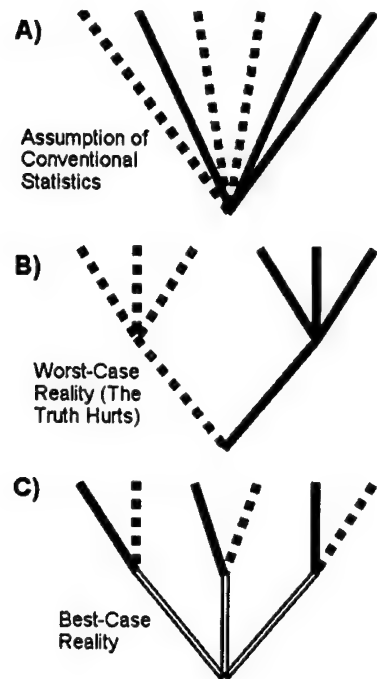 A)
Assumption of
Conventional
Statistics
B)
Worst-Case
Reality (The
Truth Hurts)
C)
Best-Case
Reality